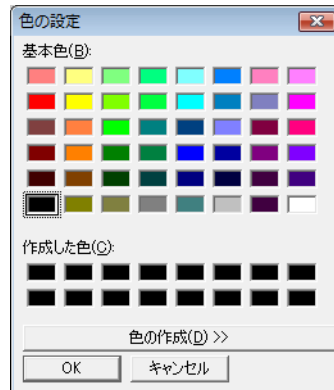 色の設定
基本色(B):
作成した色(C):
色の作成(D) >>
OK
キャンセル